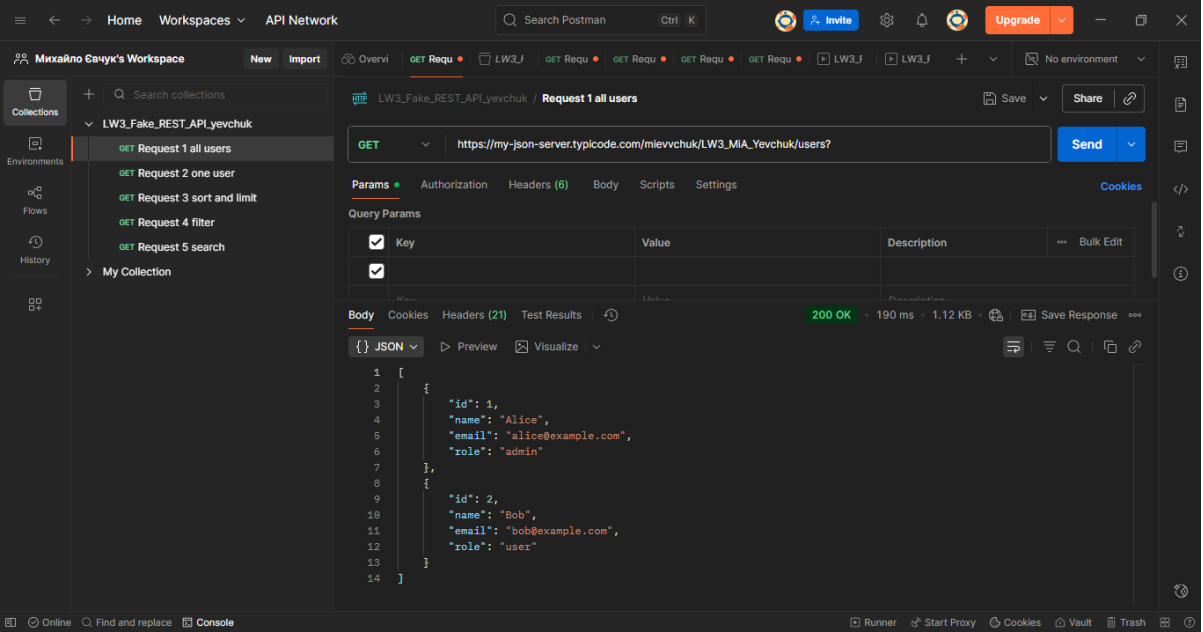 Home Workspaces API Network Search Postman Ctrl K Invite Upgrade
Михайло Євчук's Workspace New Import Overvi GET Requ LW3_F GET Requ GET Requ GET Requ GET Requ LW3_F LW3_F No environment
Collections
Environments
Flows
History
Search collections
LW3_Fake_REST_API_yevchuk
GET Request 1 all users
GET Request 2 one user
GET Request 3 sort and limit
GET Request 4 filter
GET Request 5 search
My Collection
HTTP LW3_Fake_REST_API_yevchuk / Request 1 all users Save Share
GET https://my-json-server.typicode.com/mievvchuk/LW3_MiA_Yevchuk/users? Send
Params Authorization Headers (6) Body Scripts Settings Cookies
Query Params
Key Value Description Bulk Edit
Key Value Description
Body Cookies Headers (21) Test Results 200 OK 190 ms 1.12 KB Save Response
{} JSON Preview Visualize
1 [
2 {
3 "id": 1,
4 "name": "Alice",
5 "email": "alice@example.com",
6 "role": "admin"
7 },
8 {
9 "id": 2,
10 "name": "Bob",
11 "email": "bob@example.com",
12 "role": "user"
13 }
14 ]
Online Find and replace Console Runner Start Proxy Cookies Vault Trash